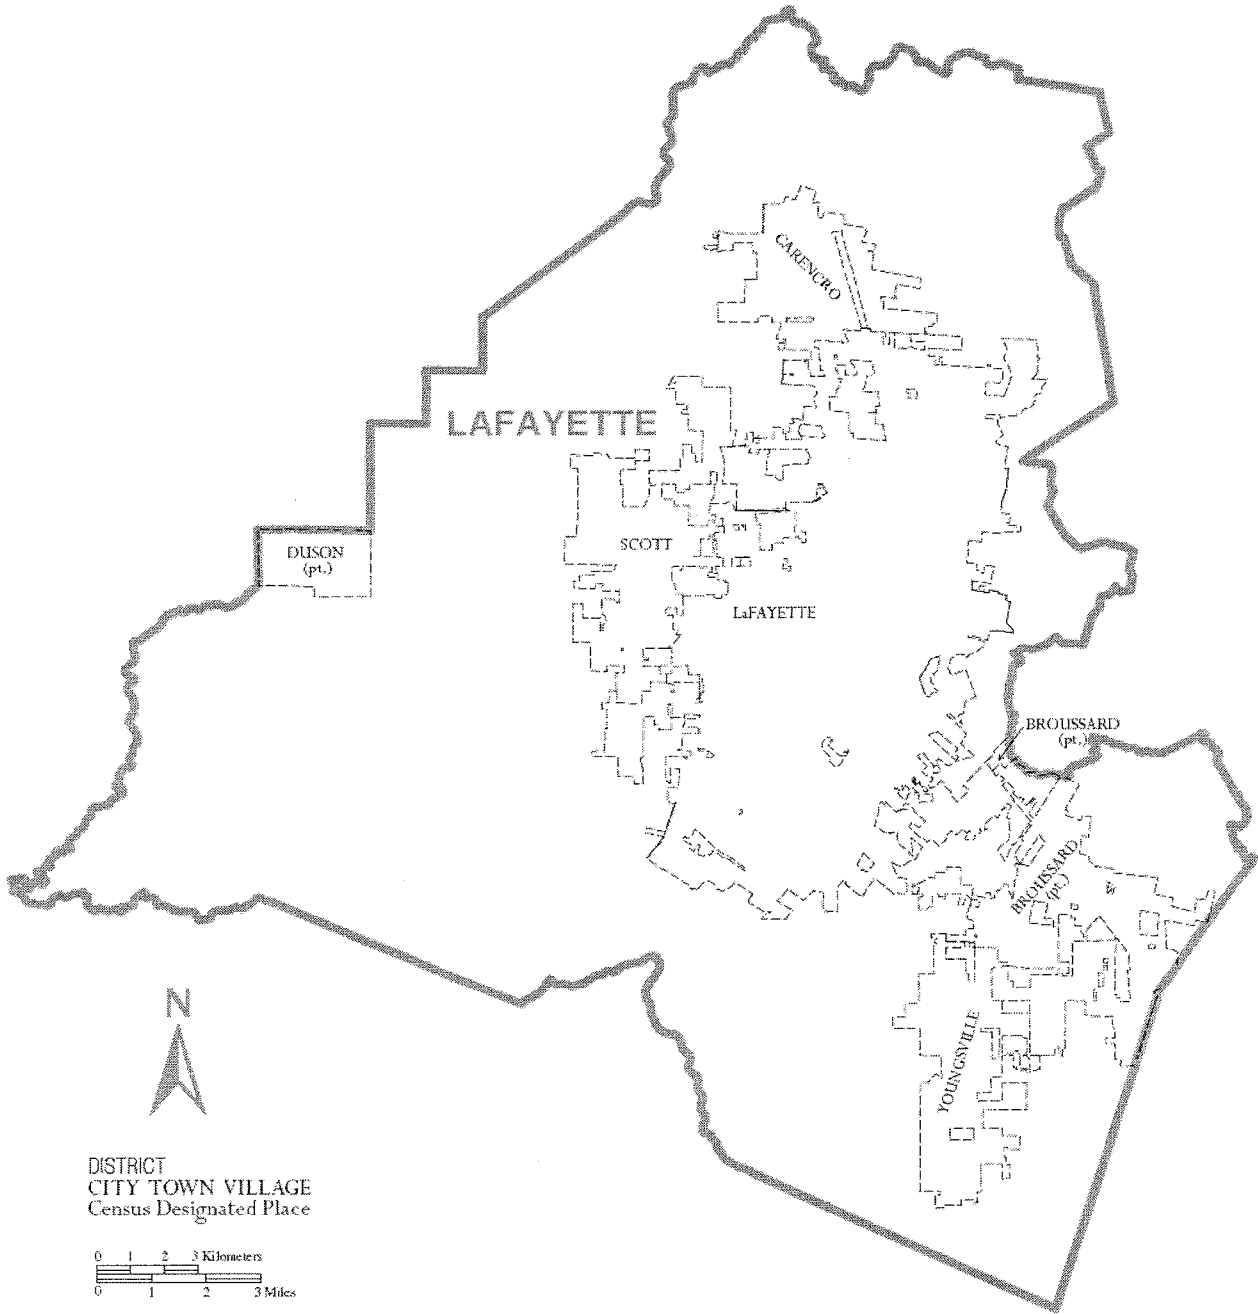 CARENCRO
LAFAYETTE
DUSON
(pt.)
SCOTT
LaFAYETTE
BROUSSARD
(pt.)
BROUSSARD
(pt.)
YOUNGSVILLE
N
DISTRICT
CITY TOWN VILLAGE
Census Designated Place
0 1 2 3 Kilometers
0 1 2 3 Miles